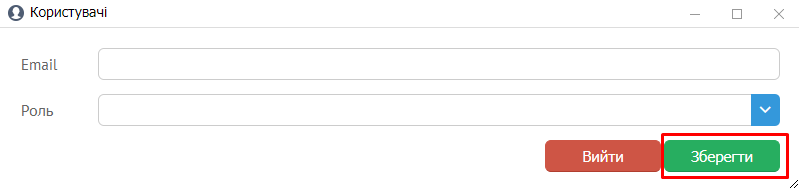 Користувачі
Email
Роль
Вийти Зберегти